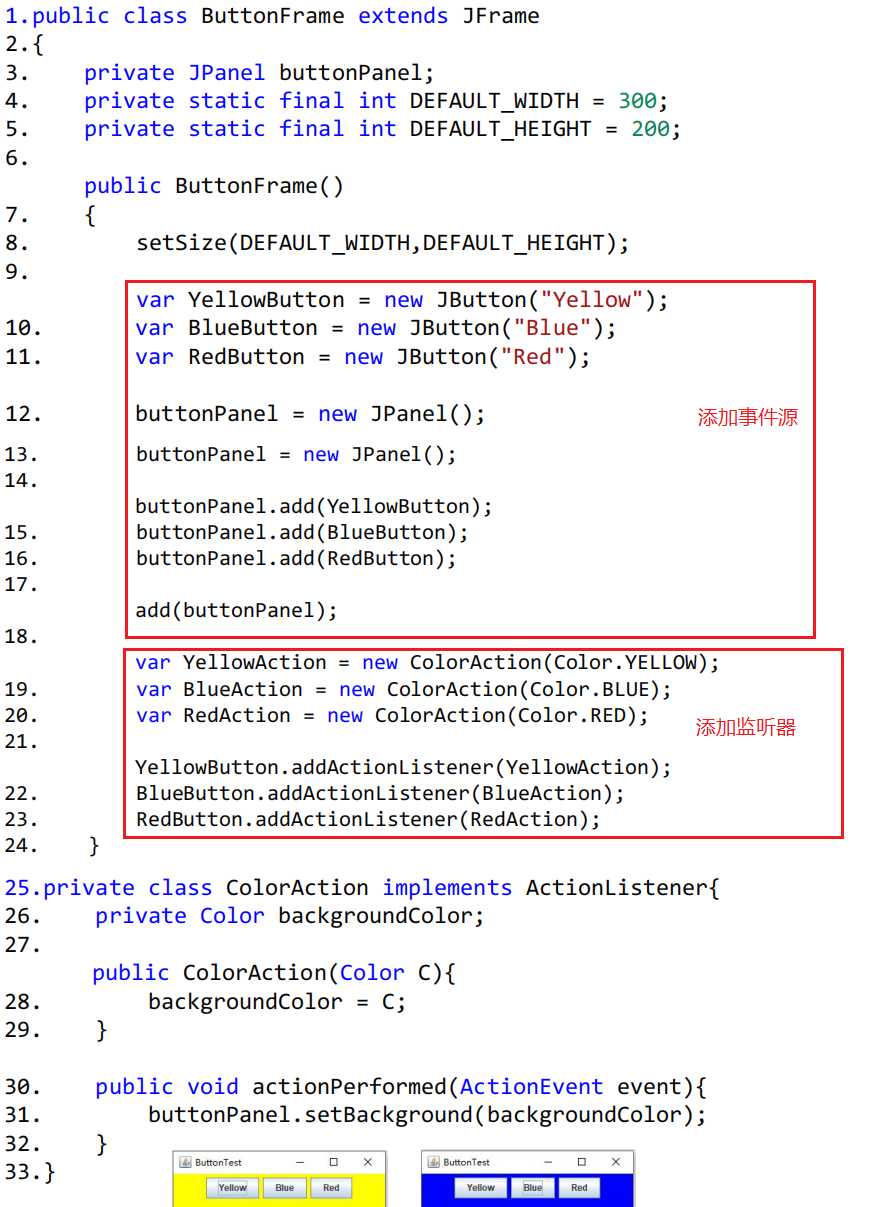 1.public class ButtonFrame extends JFrame
2.{
3.    private JPanel buttonPanel;
4.    private static final int DEFAULT_WIDTH = 300;
5.    private static final int DEFAULT_HEIGHT = 200;
6.
public ButtonFrame()
7.    {
8.        setSize(DEFAULT_WIDTH,DEFAULT_HEIGHT);
9.
var YellowButton = new JButton("Yellow");
10.        var BlueButton = new JButton("Blue");
11.        var RedButton = new JButton("Red");
12.        buttonPanel = new JPanel();
添加事件源
13.        buttonPanel = new JPanel();
14.
buttonPanel.add(YellowButton);
15.        buttonPanel.add(BlueButton);
16.        buttonPanel.add(RedButton);
17.
add(buttonPanel);
18.
var YellowAction = new ColorAction(Color.YELLOW);
19.        var BlueAction = new ColorAction(Color.BLUE);
20.        var RedAction = new ColorAction(Color.RED);
添加监听器
21.
YellowButton.addActionListener(YellowAction);
22.        BlueButton.addActionListener(BlueAction);
23.        RedButton.addActionListener(RedAction);
24.    }
25.private class ColorAction implements ActionListener{
26.    private Color backgroundColor;
27.
public ColorAction(Color C){
28.        backgroundColor = C;
29.    }
30.    public void actionPerformed(ActionEvent event){
31.        buttonPanel.setBackground(backgroundColor);
32.    }
33.}
ButtonTest
Yellow Blue Red
ButtonTest
Yellow Blue Red